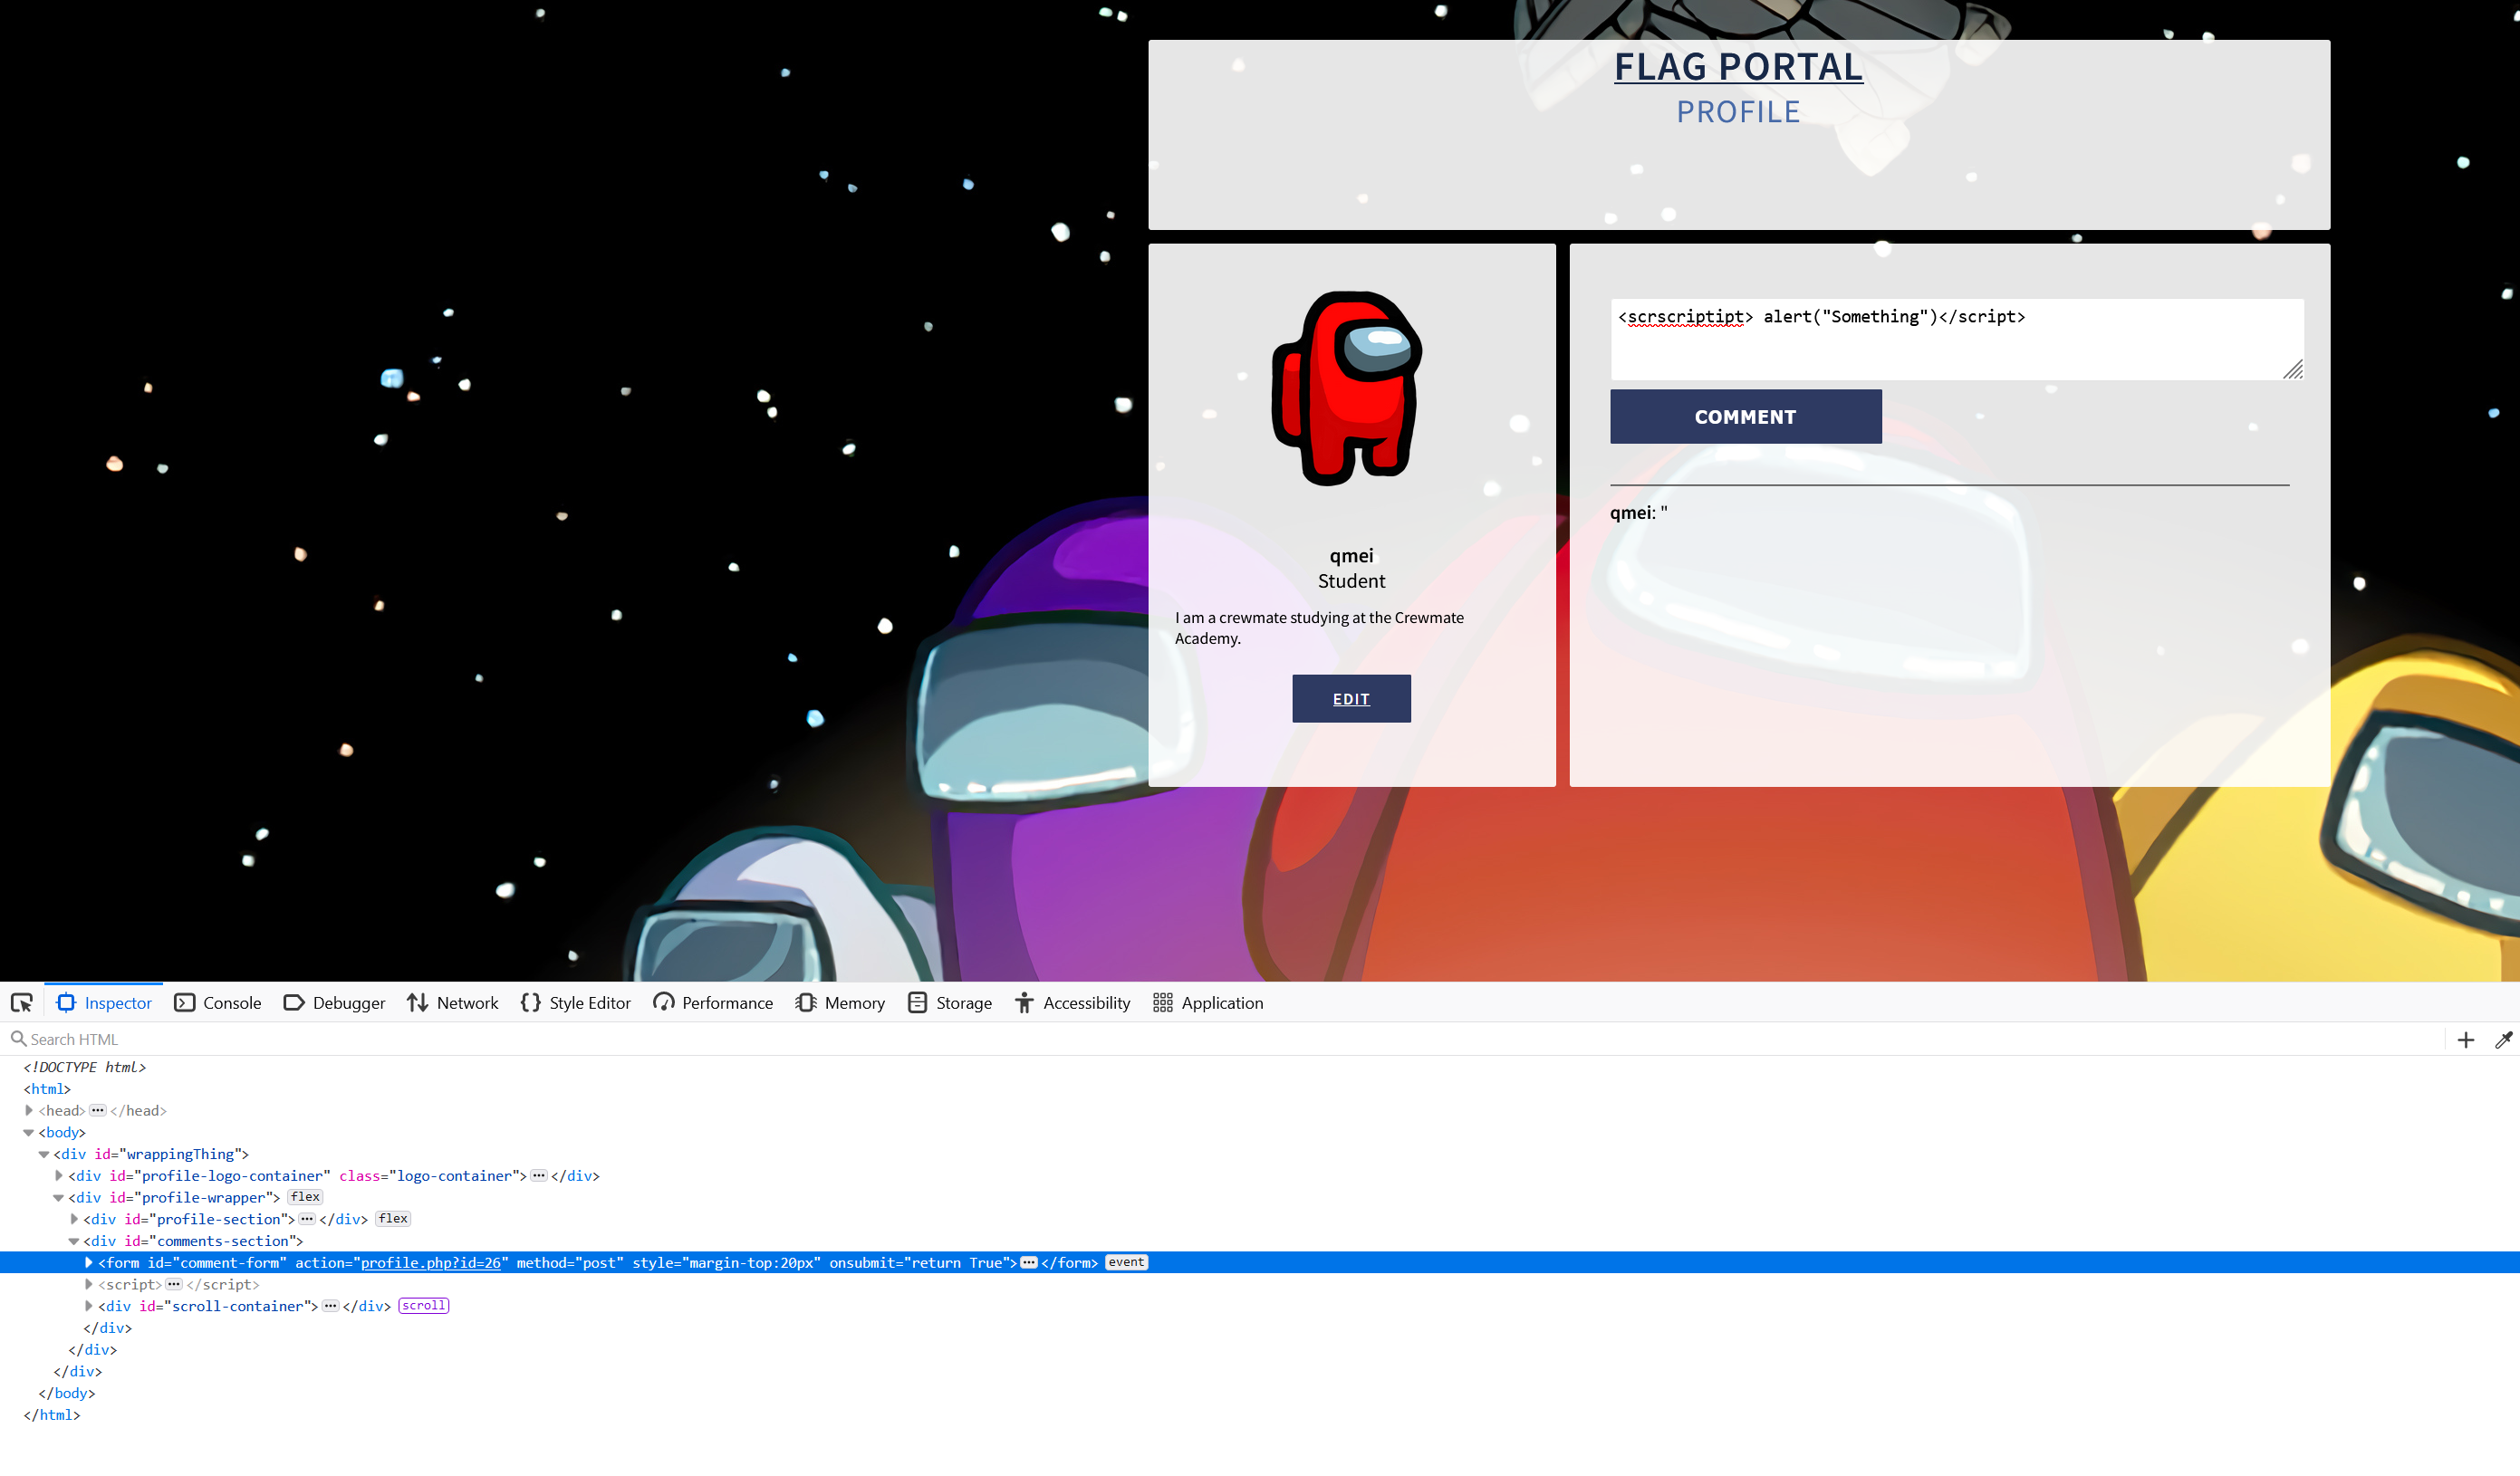 FLAG PORTAL
PROFILE
qmei
Student
I am a crewmate studying at the Crewmate
Academy.
EDIT
<scrscriptipt> alert("Something")</script>
COMMENT
qmei: "
Inspector Console Debugger Network Style Editor Performance Memory Storage Accessibility Application
Search HTML
<!DOCTYPE html>
<html>
<head>...</head>
<body>
<div id="wrappingThing">
<div id="profile-logo-container" class="logo-container">...</div>
<div id="profile-wrapper"> flex
<div id="profile-section">...</div> flex
<div id="comments-section">
<form id="comment-form" action="profile.php?id=26" method="post" style="margin-top:20px" onsubmit="return True">...</form> event
<script>...</script>
<div id="scroll-container">...</div> scroll
</div>
</div>
</div>
</body>
</html>